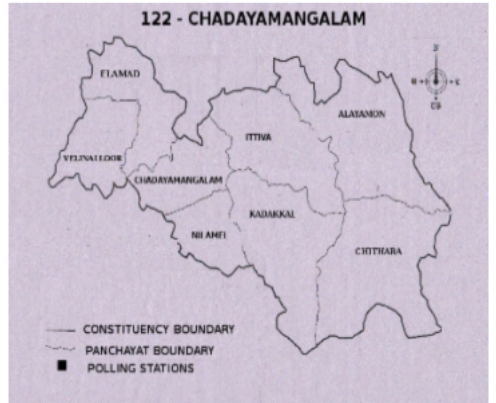 122 - CHADAYAMANGALAM
ELAMAD
N
ALAYAMON
ITTIVA
VELINALLOOR
CHADAYAMANGALAM
KADAKKAL
NILAMEL
CHITHARA
CONSTITUENCY BOUNDARY
PANCHAYAT BOUNDARY
POLLING STATIONS